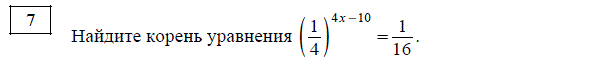 7
Найдите корень уравнения (1/4)^(4x−10) = 1/16.